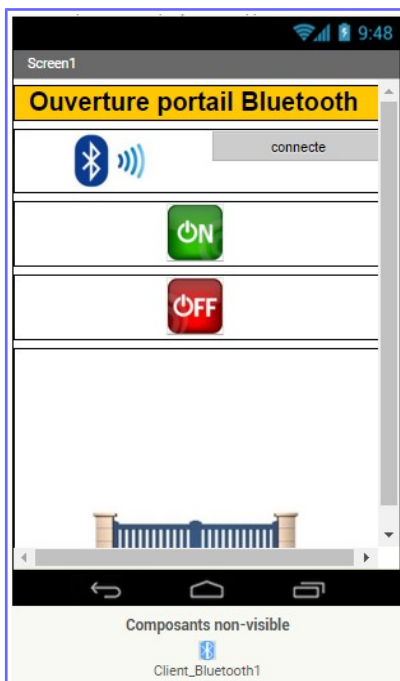 9:48
Screen1
Ouverture portail Bluetooth
connecte
ON
OFF
Composants non-visible
Client_Bluetooth1